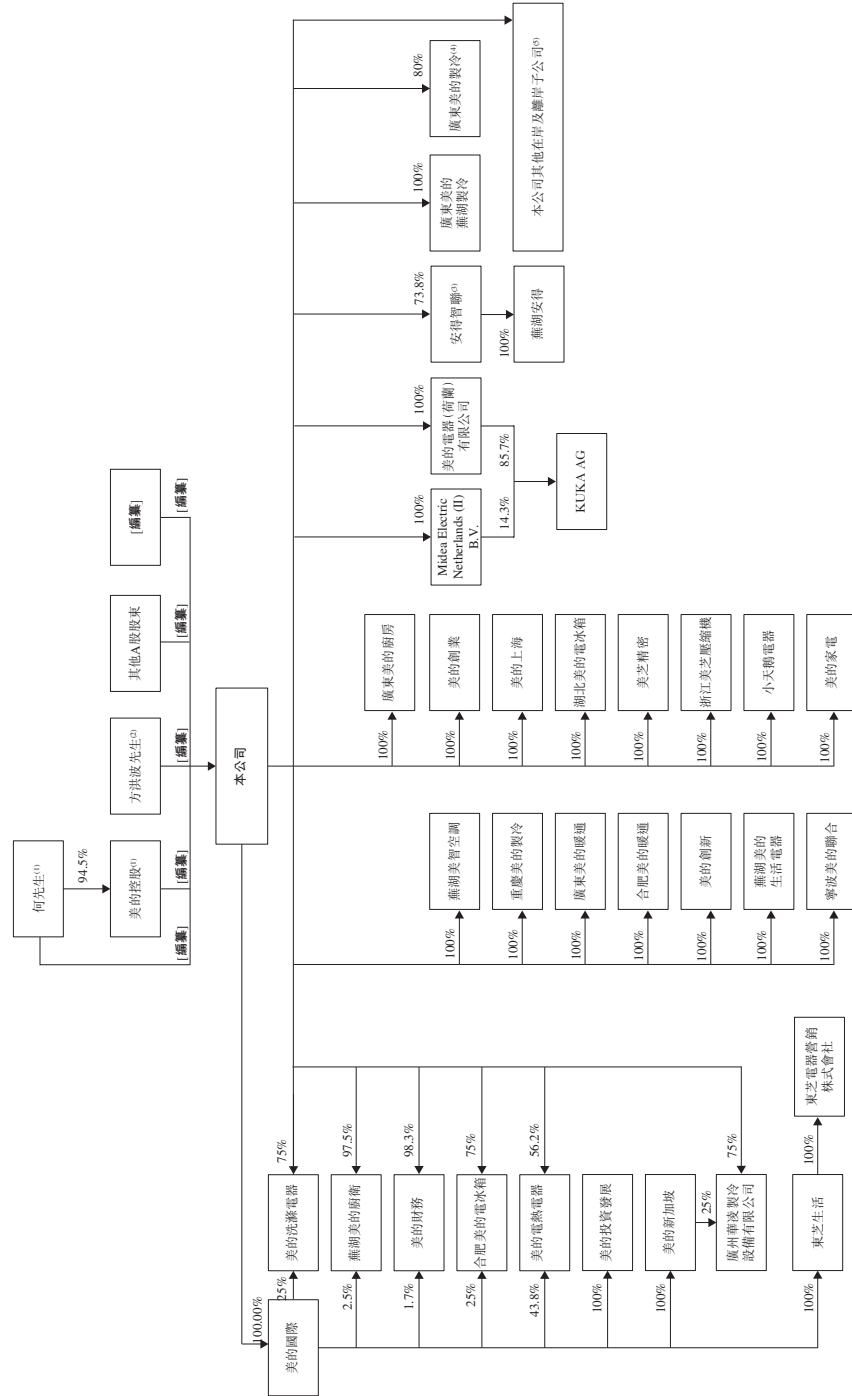 何先生(1)
94.5%
美的控股(1)
方洪波先生(2)
其他A股股東
[編纂]
[編纂]
[編纂]
[編纂]
[編纂]
[編纂]
本公司
100.00%
美的國際
25%
美的洗滌電器
75%
2.5%
蕪湖美的廚衛
97.5%
1.7%
美的財務
98.3%
25%
合肥美的電冰箱
75%
43.8%
美的電熱電器
56.2%
100%
美的投資發展
100%
美的新加坡
25%
廣州華凌製冷
設備有限公司
75%
100%
東芝生活
100%
東芝電器營銷
株式會社
100%
蕪湖美智空調
100%
重慶美的製冷
100%
廣東美的暖通
100%
合肥美的暖通
100%
美的創新
100%
蕪湖美的
生活電器
100%
寧波美的聯合
100%
廣東美的廚房
100%
美的創業
100%
美的上海
100%
湖北美的電冰箱
100%
美芝精密
100%
浙江美芝壓縮機
100%
小天鵝電器
100%
美的家電
100%
Midea Electric
Netherlands (II)
B.V.
100%
美的電器(荷蘭)
有限公司
14.3%
85.7%
KUKA AG
73.8%
安得智聯(3)
100%
蕪湖安得
100%
廣東美的
蕪湖製冷
80%
廣東美的製冷(4)
本公司其他在岸及離岸子公司(5)